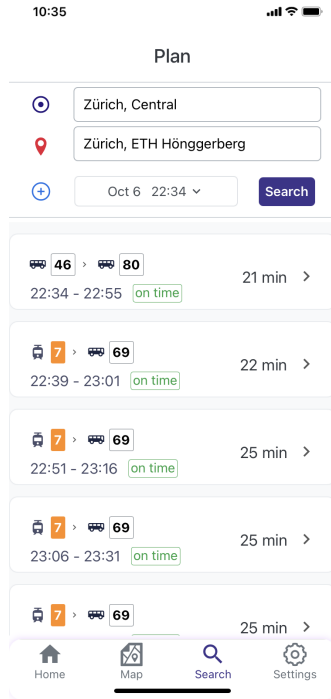 10:35
Plan
Zürich, Central
Zürich, ETH Hönggerberg
Oct 6 22:34
Search
46 › 80
21 min
22:34 - 22:55 on time
7 › 69
22 min
22:39 - 23:01 on time
7 › 69
25 min
22:51 - 23:16 on time
7 › 69
25 min
23:06 - 23:31 on time
7 › 69
25 min
Home Map Search Settings